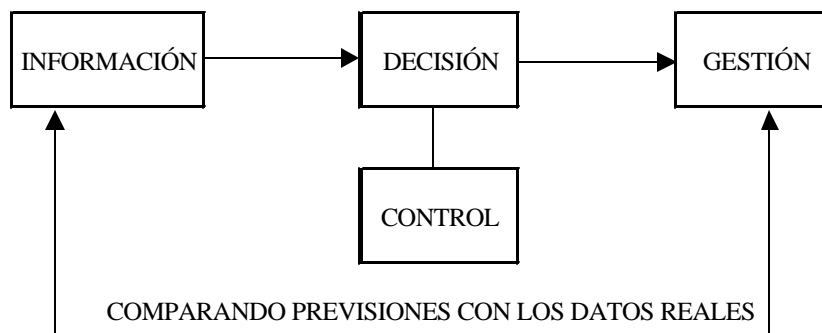 INFORMACIÓN
DECISIÓN
GESTIÓN
CONTROL
COMPARANDO PREVISIONES CON LOS DATOS REALES